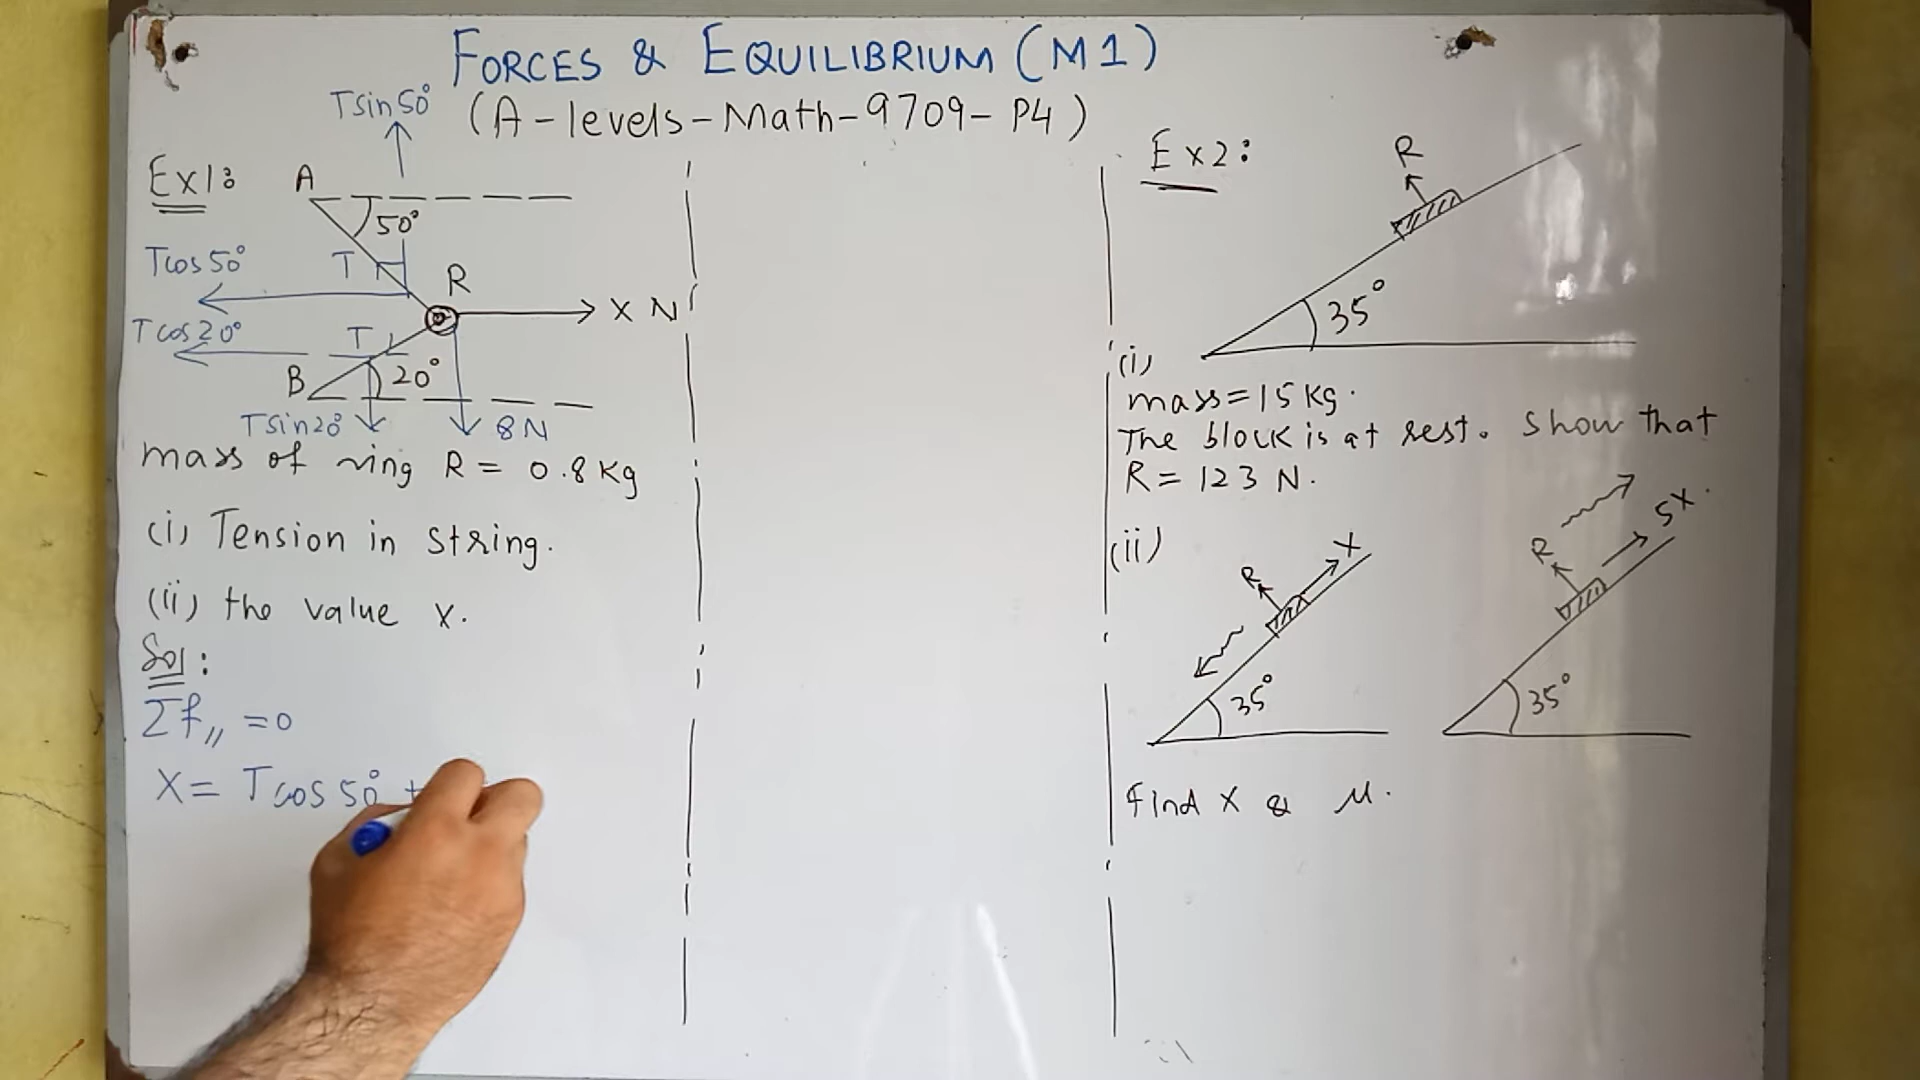 FORCES & EQUILIBRIUM (M1)
(A-levels-Math-9709-P4)
Ex1:
Tsin50°
A
50°
Tcos50°
T
R
X N
Tcos20°
T
B
20°
Tsin20°
8N
mass of ring R = 0.8 Kg
(i) Tension in string.
(ii) the value X.
Sol:
Σf,, =0
X= Tcos50° +
Ex2:
R
35°
(i)
mass=15 Kg.
The block is at rest. Show that
R = 123 N.
(ii)
R
X
35°
R
5X.
35°
Find X & μ.